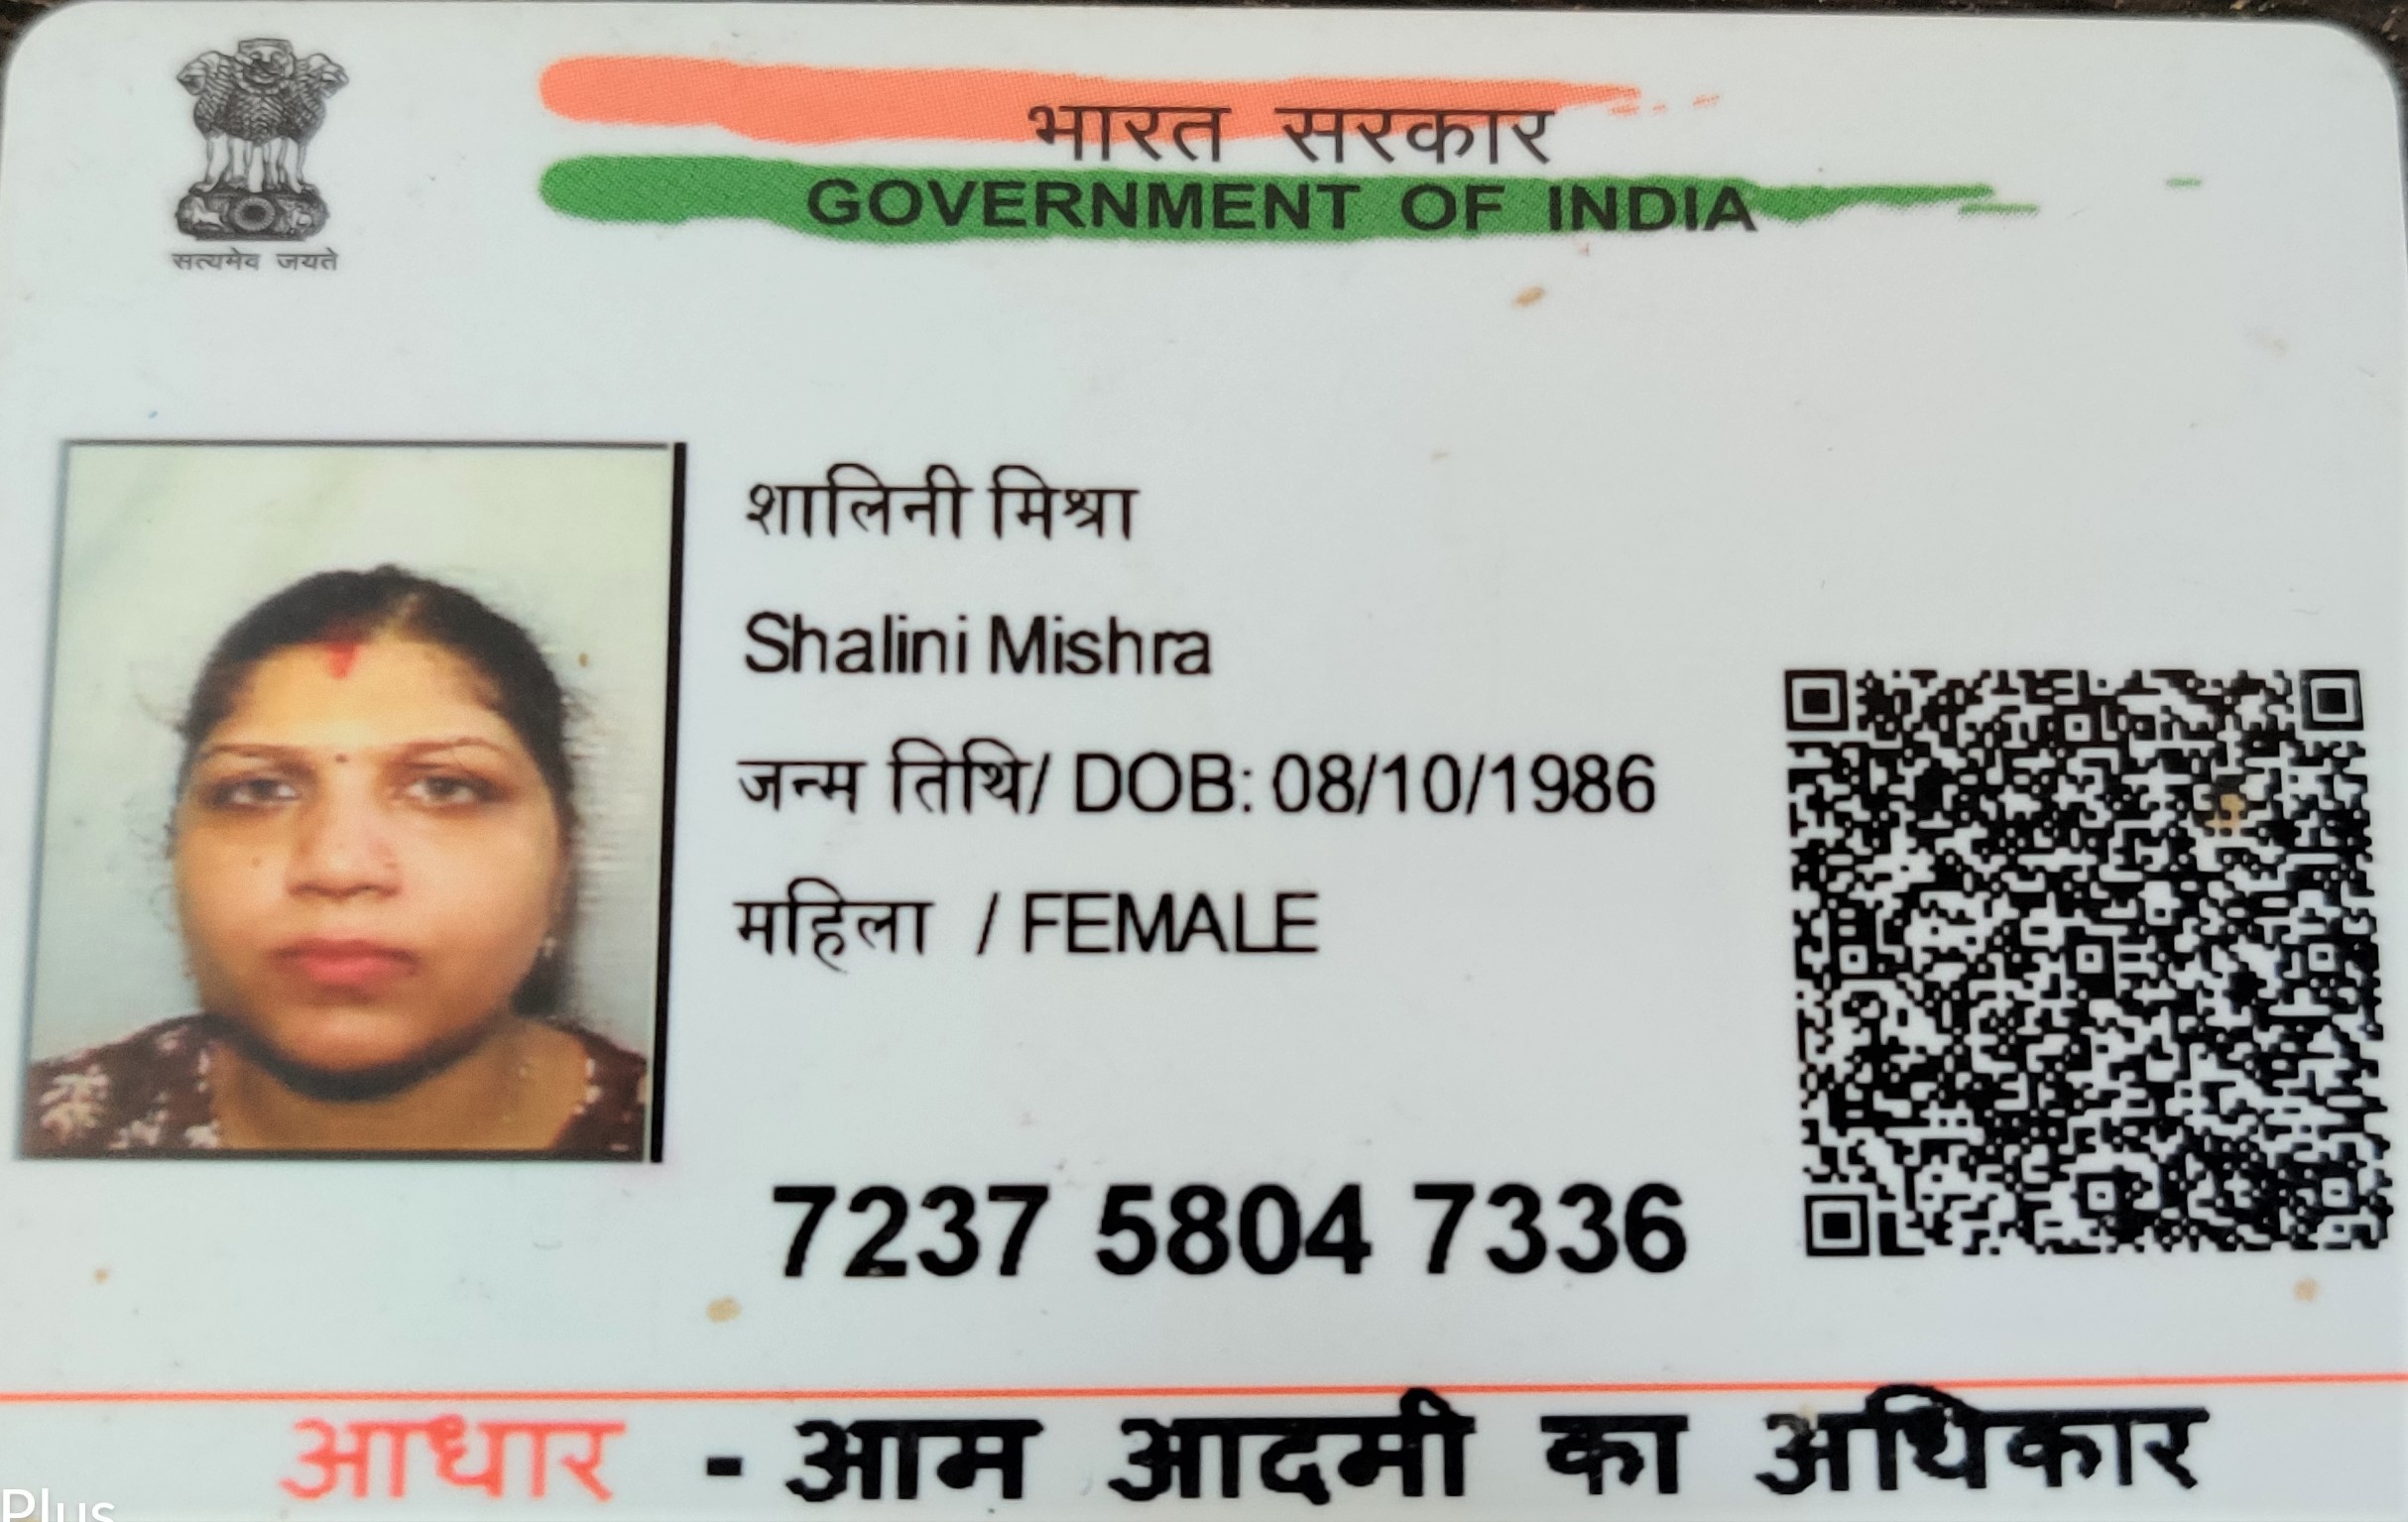 भारत सरकार
GOVERNMENT OF INDIA
सत्यमेव जयते
शालिनी मिश्रा
Shalini Mishra
जन्म तिथि/ DOB: 08/10/1986
महिला / FEMALE
7237 5804 7336
आधार - आम आदमी का अधिकार
Plus